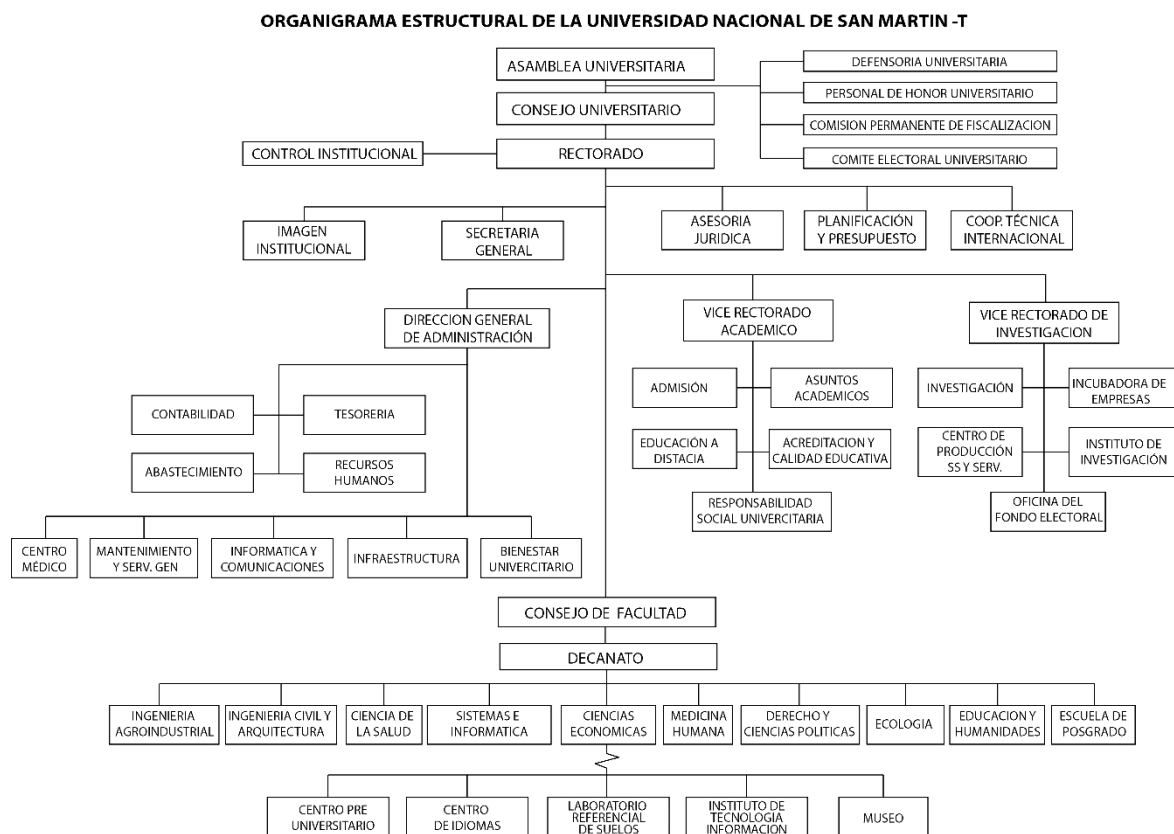 ORGANIGRAMA ESTRUCTURAL DE LA UNIVERSIDAD NACIONAL DE SAN MARTIN -T
ASAMBLEA UNIVERSITARIA
DEFENSORIA UNIVERSITARIA
PERSONAL DE HONOR UNIVERSITARIO
CONSEJO UNIVERSITARIO
COMISION PERMANENTE DE FISCALIZACION
CONTROL INSTITUCIONAL
RECTORADO
COMITE ELECTORAL UNIVERSITARIO
IMAGEN
INSTITUCIONAL
SECRETARIA
GENERAL
ASESORIA
JURIDICA
PLANIFICACIÓN
Y PRESUPUESTO
COOP. TÉCNICA
INTERNACIONAL
DIRECCION GENERAL
DE ADMINISTRACIÓN
VICE RECTORADO
ACADEMICO
VICE RECTORADO DE
INVESTIGACION
CONTABILIDAD
TESORERIA
ABASTECIMIENTO
RECURSOS
HUMANOS
ADMISIÓN
ASUNTOS
ACADEMICOS
EDUCACIÓN A
DISTACIA
ACREDITACION Y
CALIDAD EDUCATIVA
RESPONSABILIDAD
SOCIAL UNIVERCITARIA
INVESTIGACIÓN
INCUBADORA DE
EMPRESAS
CENTRO DE
PRODUCCIÓN
SS Y SERV.
INSTITUTO DE
INVESTIGACIÓN
OFICINA DEL
FONDO ELECTORAL
CENTRO
MÉDICO
MANTENIMIENTO
Y SERV. GEN
INFORMATICA Y
COMUNICACIONES
INFRAESTRUCTURA
BIENESTAR
UNIVERCITARIO
CONSEJO DE FACULTAD
DECANATO
INGENIERIA
AGROINDUSTRIAL
INGENIERIA CIVIL Y
ARQUITECTURA
CIENCIA DE
LA SALUD
SISTEMAS E
INFORMATICA
CIENCIAS
ECONOMICAS
MEDICINA
HUMANA
DERECHO Y
CIENCIAS POLITICAS
ECOLOGIA
EDUCACION Y
HUMANIDADES
ESCUELA DE
POSGRADO
CENTRO PRE
UNIVERSITARIO
CENTRO
DE IDIOMAS
LABORATORIO
REFERENCIAL
DE SUELOS
INSTITUTO DE
TECNOLOGIA
INFORMACION
MUSEO